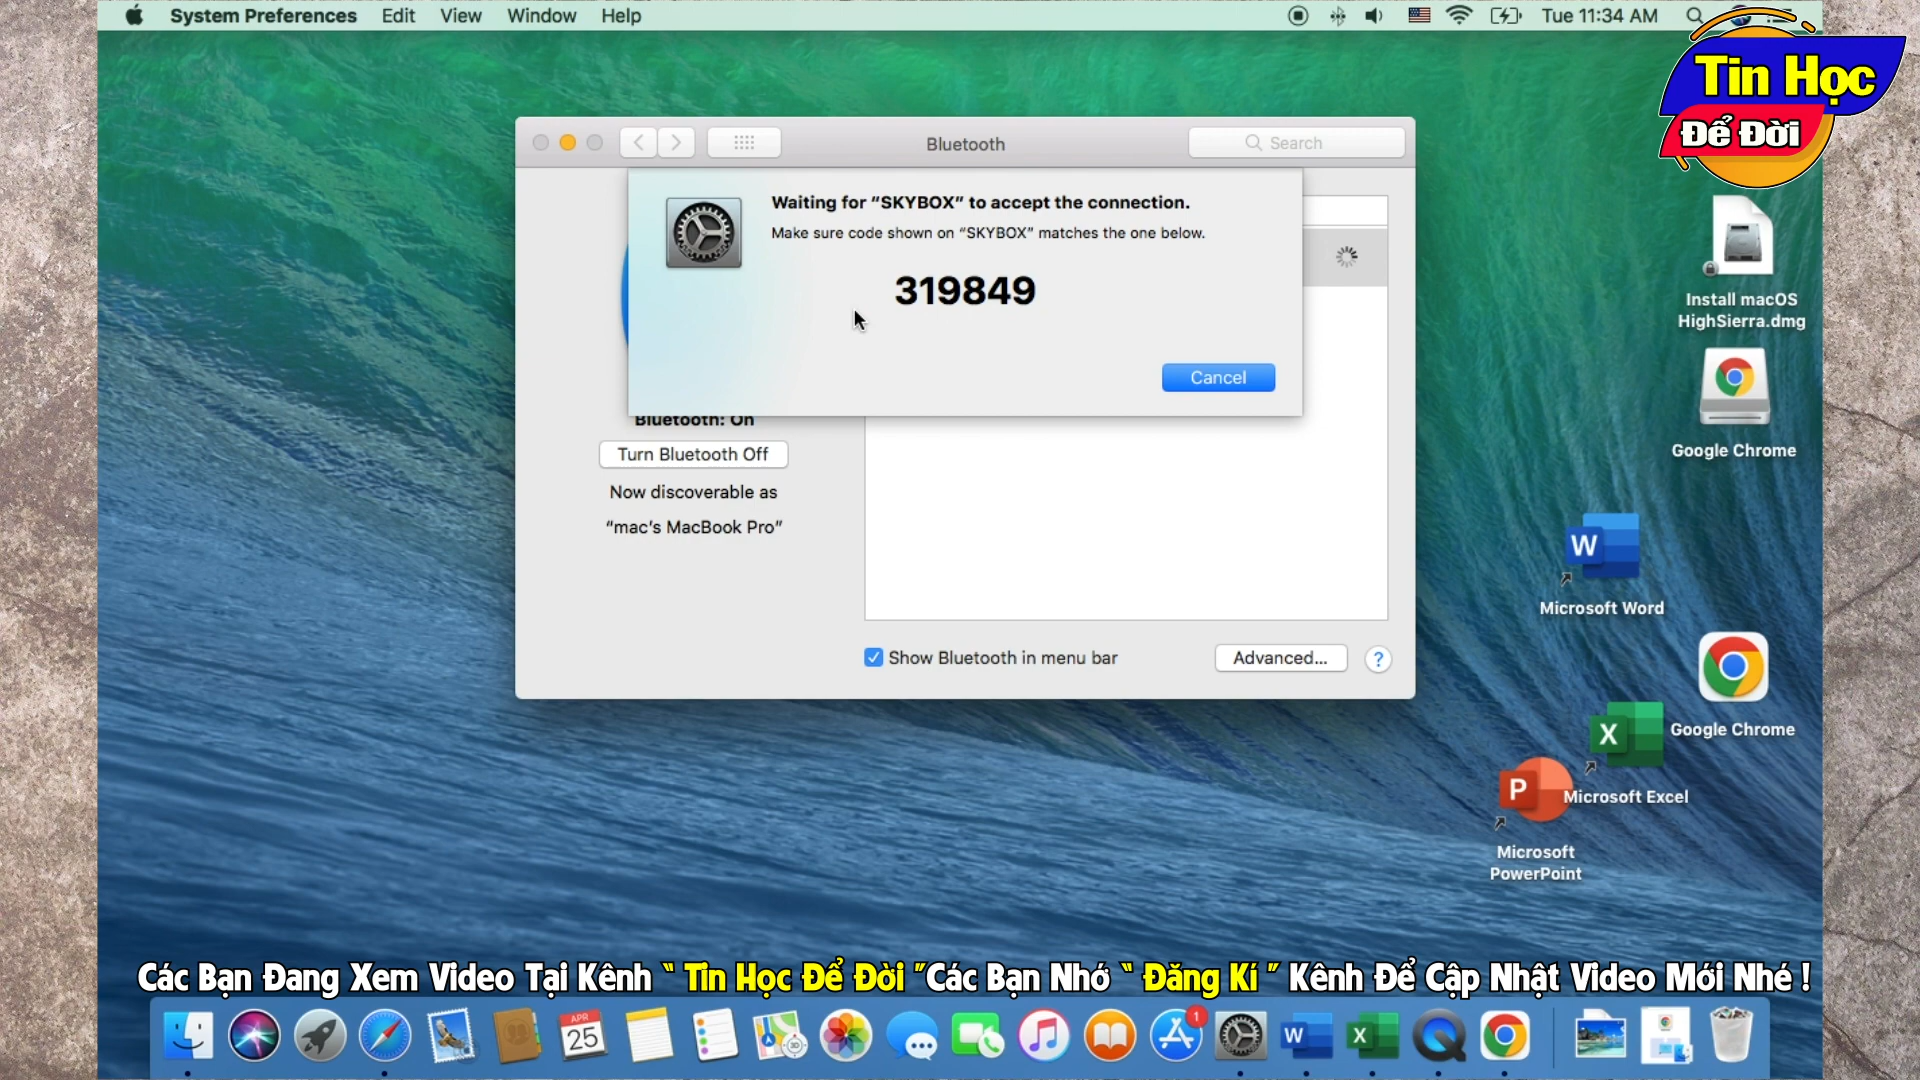 System Preferences Edit View Window Help
Tue 11:34 AM
Tin Học
Để Đời
Bluetooth
Search
Waiting for “SKYBOX” to accept the connection.
Make sure code shown on “SKYBOX” matches the one below.
319849
Cancel
Bluetooth: On
Turn Bluetooth Off
Now discoverable as
“mac’s MacBook Pro”
Show Bluetooth in menu bar
Advanced...
?
Install macOS
HighSierra.dmg
Google Chrome
W
Microsoft Word
Google Chrome
X
Microsoft Excel
P
Microsoft
PowerPoint
Các Bạn Đang Xem Video Tại Kênh “ Tin Học Để Đời ”Các Bạn Nhớ “ Đăng Kí ” Kênh Để Cập Nhật Video Mới Nhé !
APR
25
3D
1
W
X